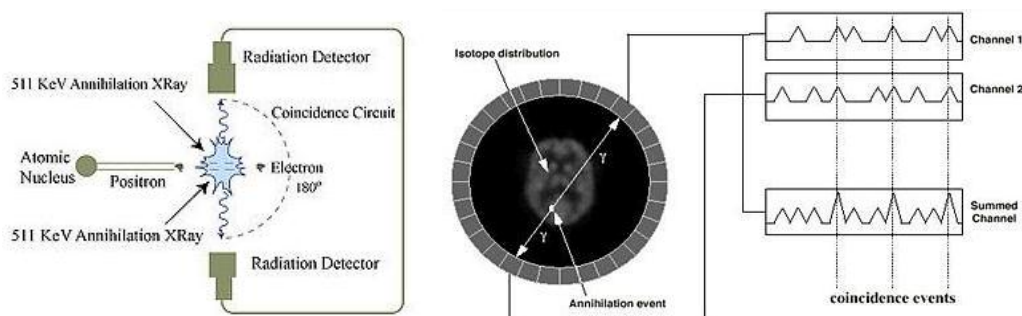 Radiation Detector
511 KeV Annihilation XRay
Coincidence Circuit
Atomic
Nucleus
Positron
Electron
180°
511 KeV Annihilation XRay
Radiation Detector
Isotope distribution
γ
γ
Annihilation event
Channel 1
Channel 2
Summed
Channel
coincidence events